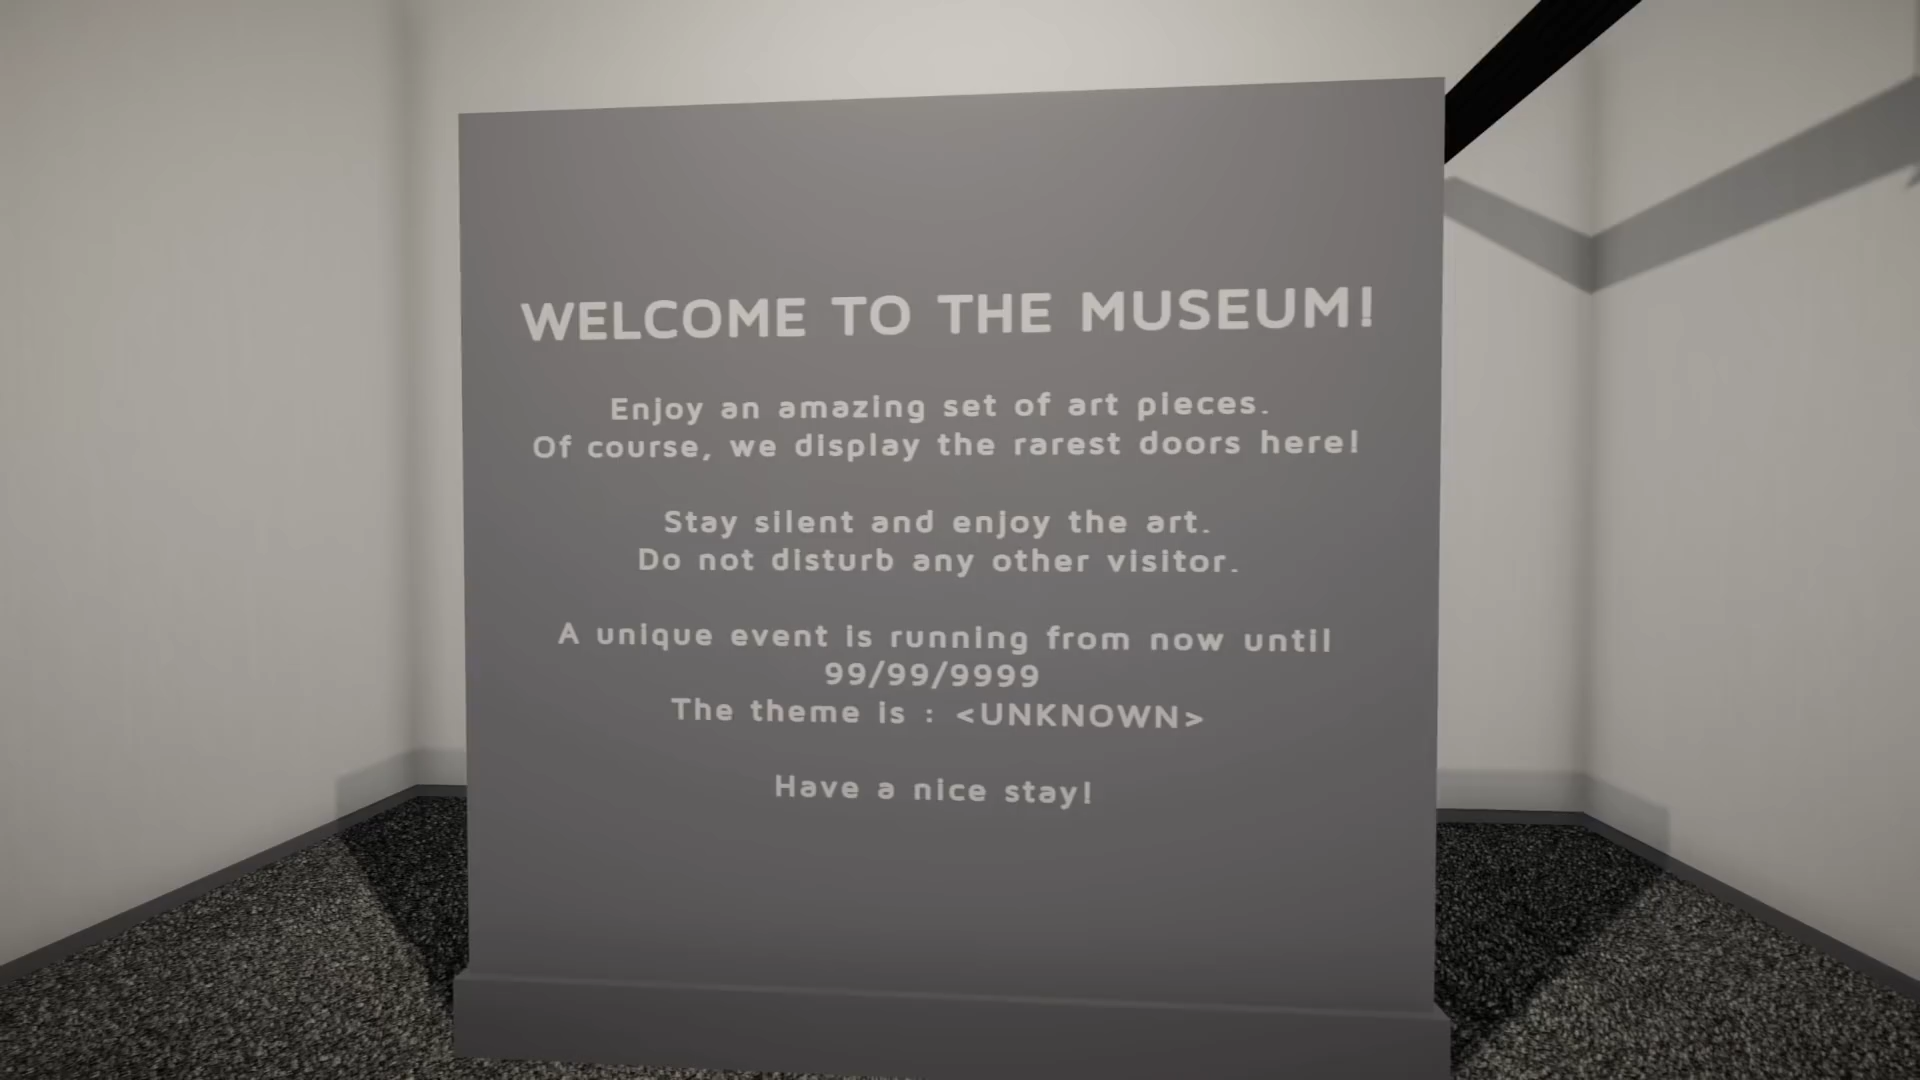 WELCOME TO THE MUSEUM!
Enjoy an amazing set of art pieces.
Of course, we display the rarest doors here!
Stay silent and enjoy the art.
Do not disturb any other visitor.
A unique event is running from now until
99/99/9999
The theme is : <UNKNOWN>
Have a nice stay!